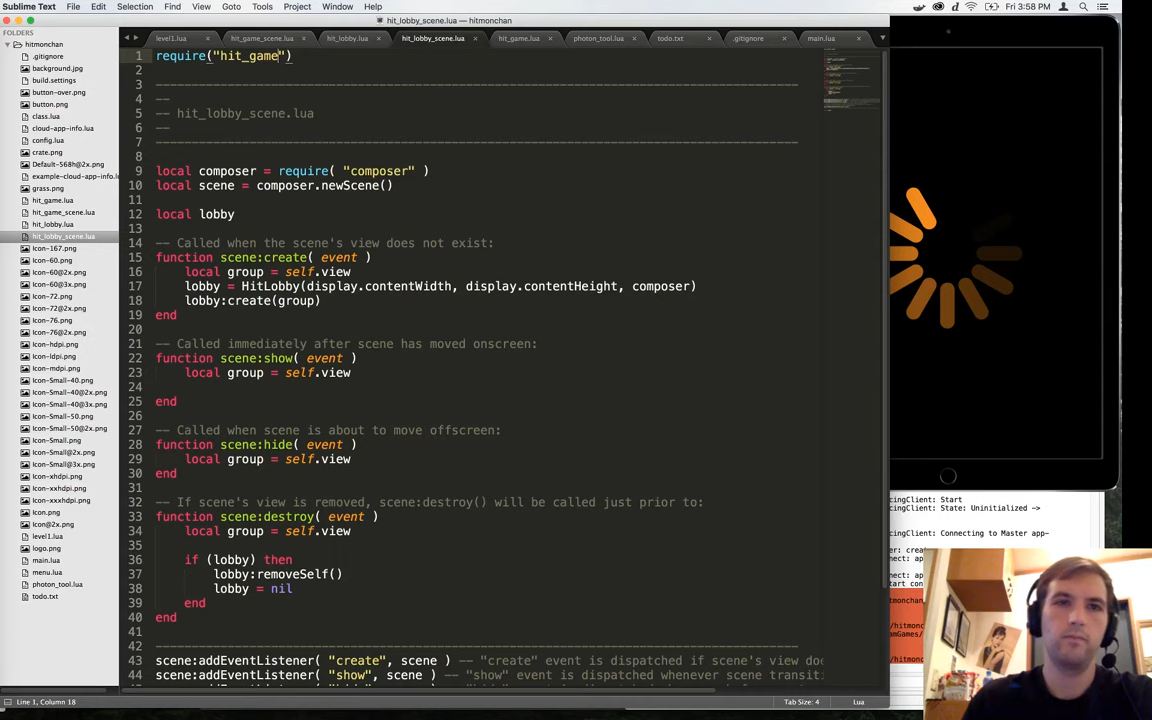 Sublime Text File Edit Selection Find View Goto Tools Project Window Help Fri 3:58 PM
hit_lobby_scene.lua — hitmonchan
FOLDERS
hitmonchan
.gitignore
background.jpg
build.settings
button-over.png
button.png
class.lua
cloud-app-info.lua
config.lua
crate.png
Default-568h@2x.png
example-cloud-app-info.lu
grass.png
hit_game.lua
hit_game_scene.lua
hit_lobby.lua
hit_lobby_scene.lua
Icon-167.png
Icon-60.png
Icon-60@2x.png
Icon-60@3x.png
Icon-72.png
Icon-72@2x.png
Icon-76.png
Icon-76@2x.png
Icon-hdpi.png
Icon-ldpi.png
Icon-mdpi.png
Icon-Small-40.png
Icon-Small-40@2x.png
Icon-Small-40@3x.png
Icon-Small-50.png
Icon-Small-50@2x.png
Icon-Small.png
Icon-Small@2x.png
Icon-Small@3x.png
Icon-xhdpi.png
Icon-xxhdpi.png
Icon-xxxhdpi.png
Icon.png
Icon@2x.png
level1.lua
logo.png
main.lua
menu.lua
photon_tool.lua
todo.txt
level1.lua × hit_game_scene.lua × hit_lobby.lua × hit_lobby_scene.lua × hit_game.lua × photon_tool.lua × todo.txt × .gitignore × main.lua ×
1 require("hit_game")
2
3 --------------------------------------------------------------------------------
4 --
5 -- hit_lobby_scene.lua
6 --
7 --------------------------------------------------------------------------------
8
9 local composer = require( "composer" )
10 local scene = composer.newScene()
11
12 local lobby
13
14 -- Called when the scene's view does not exist:
15 function scene:create( event )
16 local group = self.view
17 lobby = HitLobby(display.contentWidth, display.contentHeight, composer)
18 lobby:create(group)
19 end
20
21 -- Called immediately after scene has moved onscreen:
22 function scene:show( event )
23 local group = self.view
24
25 end
26
27 -- Called when scene is about to move offscreen:
28 function scene:hide( event )
29 local group = self.view
30 end
31
32 -- If scene's view is removed, scene:destroy() will be called just prior to:
33 function scene:destroy( event )
34 local group = self.view
35
36 if (lobby) then
37 lobby:removeSelf()
38 lobby = nil
39 end
40 end
41
42 --------------------------------------------------------------------------------
43 scene:addEventListener( "create", scene ) -- "create" event is dispatched if scene's view doe
44 scene:addEventListener( "show", scene ) -- "show" event is dispatched whenever scene transiti
Line 1, Column 18 Tab Size: 4 Lua
cingClient: Start
cingClient: State: Uninitialized ->
cingClient: Connecting to Master app-